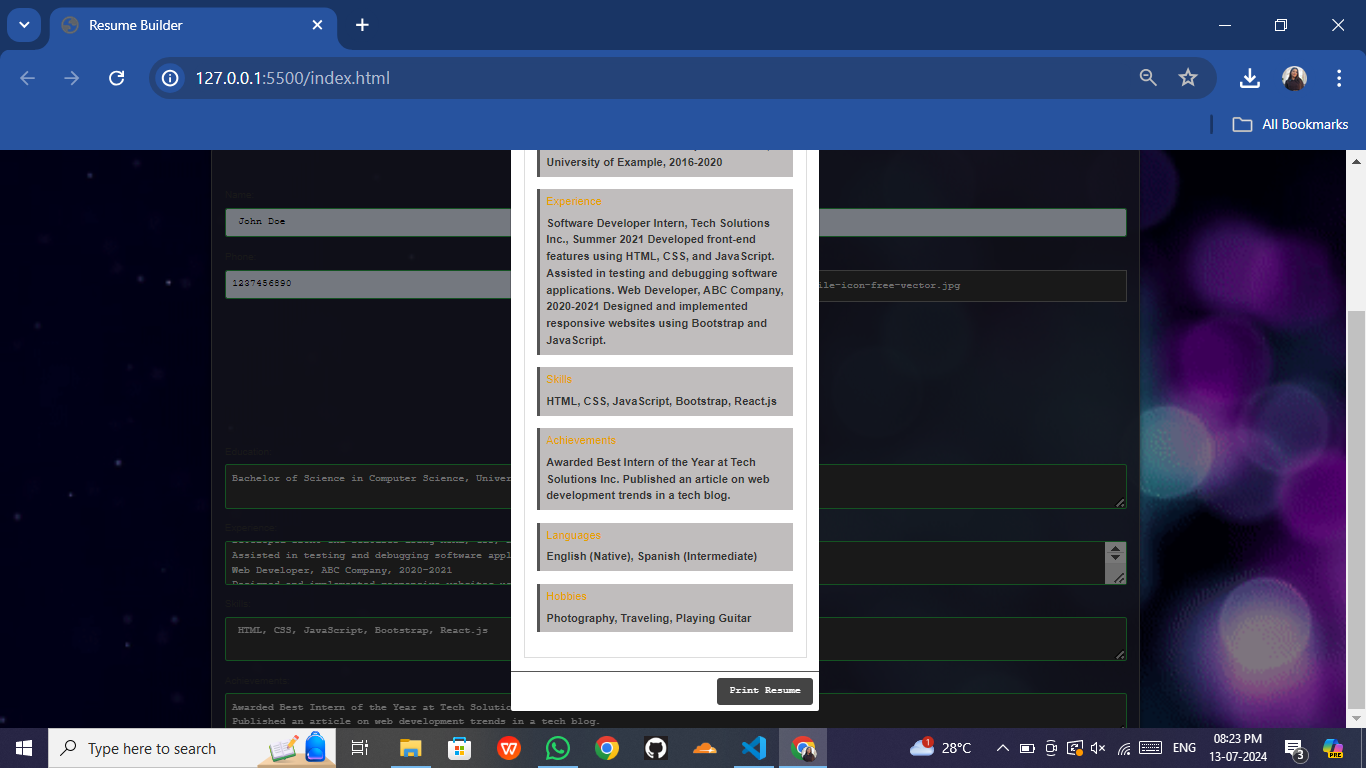 Resume Builder
127.0.0.1:5500/index.html
All Bookmarks
Name:
John Doe
Phone:
1237456890
ile-icon-free-vector.jpg
Education:
Bachelor of Science in Computer Science, Univer
Experience:
Assisted in testing and debugging software appl
Web Developer, ABC Company, 2020-2021
Skills:
HTML, CSS, JavaScript, Bootstrap, React.js
Achievements:
Awarded Best Intern of the Year at Tech Solutio
Published an article on web development trends in a tech blog.
University of Example, 2016-2020
Experience
Software Developer Intern, Tech Solutions
Inc., Summer 2021 Developed front-end
features using HTML, CSS, and JavaScript.
Assisted in testing and debugging software
applications. Web Developer, ABC Company,
2020-2021 Designed and implemented
responsive websites using Bootstrap and
JavaScript.
Skills
HTML, CSS, JavaScript, Bootstrap, React.js
Achievements
Awarded Best Intern of the Year at Tech
Solutions Inc. Published an article on web
development trends in a tech blog.
Languages
English (Native), Spanish (Intermediate)
Hobbies
Photography, Traveling, Playing Guitar
Print Resume
Type here to search
1
28°C
ENG
08:23 PM
13-07-2024
3
PRE